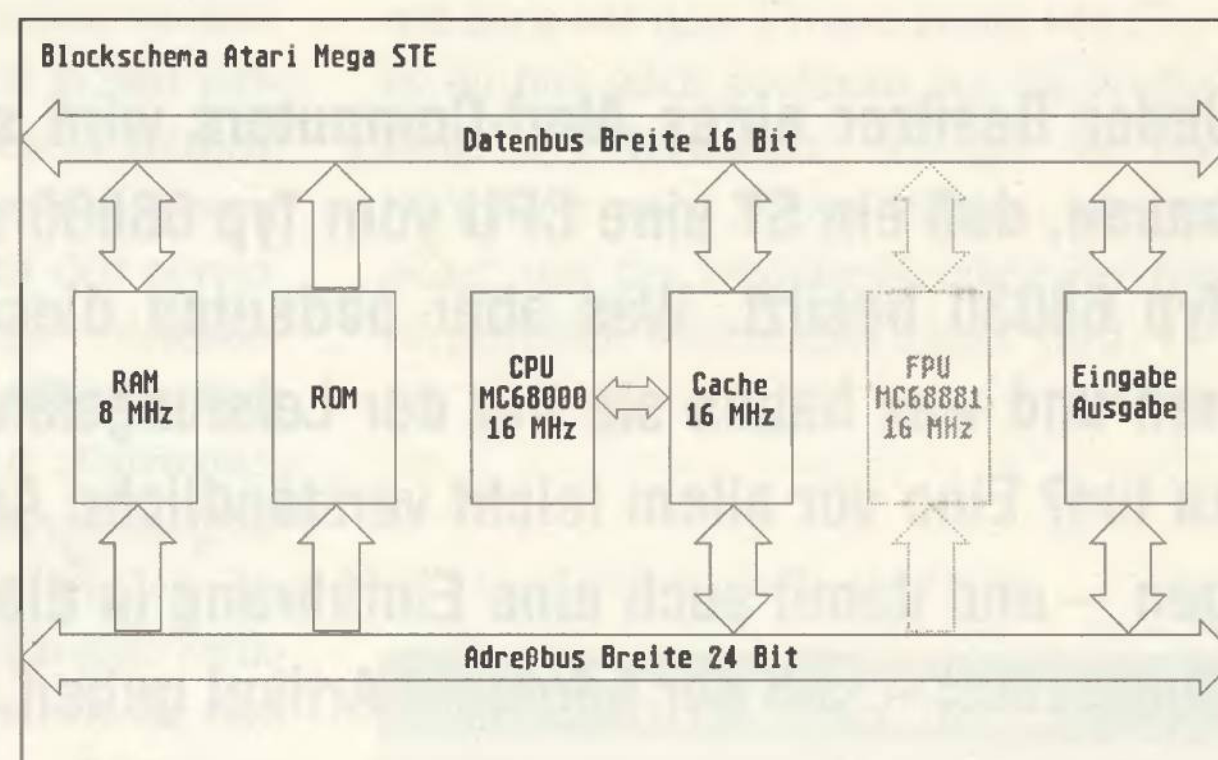 Blockschema Atari Mega STE
Datenbus Breite 16 Bit
RAM
8 MHz
ROM
CPU
MC68000
16 MHz
Cache
16 MHz
FPU
MC68881
16 MHz
Eingabe
Ausgabe
Adreßbus Breite 24 Bit